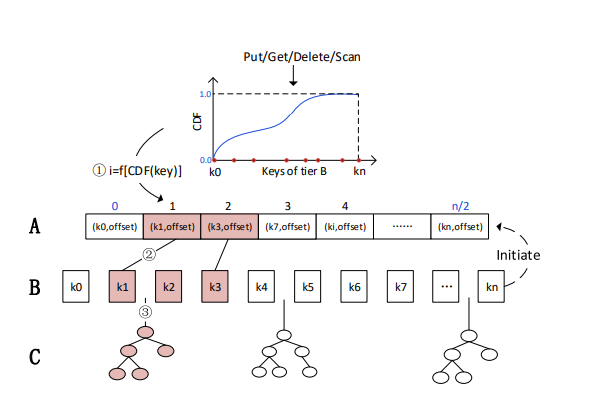 Put/Get/Delete/Scan
1.0
CDF
0.0
k0 Keys of tier B kn
① i=f[CDF(key)]
0 1 2 3 4 n/2
A (k0,offset) (k1,offset) (k3,offset) (k7,offset) (ki,offset) ...... (kn,offset)
②
Initiate
B k0 k1 k2 k3 k4 k5 k6 k7 ... kn
③
C